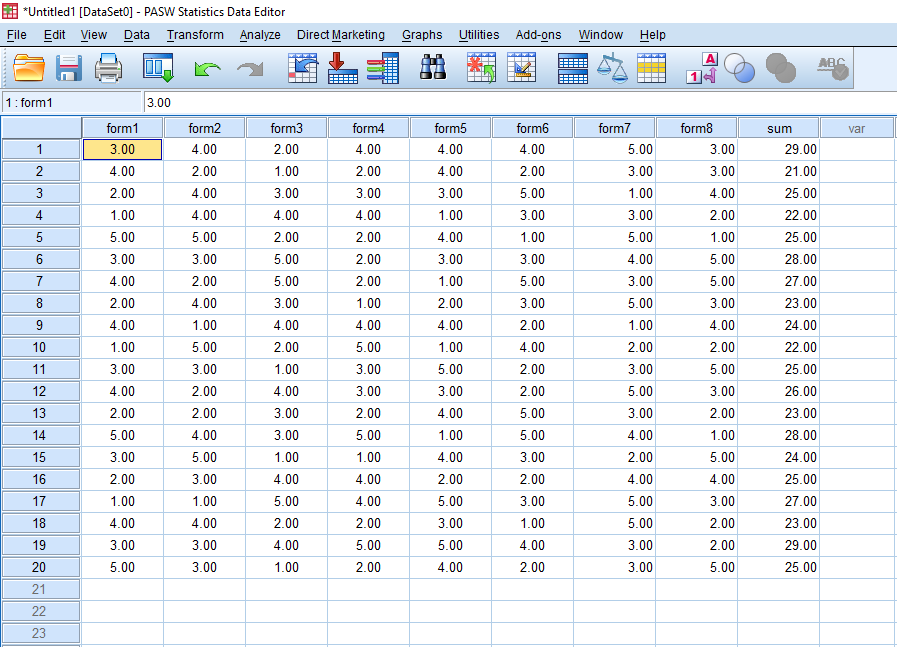 *Untitled1 [DataSet0] - PASW Statistics Data Editor
File Edit View Data Transform Analyze Direct Marketing Graphs Utilities Add-ons Window Help
1 A ABC
1 : form1 3.00
form1 form2 form3 form4 form5 form6 form7 form8 sum var
1 3.00 4.00 2.00 4.00 4.00 4.00 5.00 3.00 29.00
2 4.00 2.00 1.00 2.00 4.00 2.00 3.00 3.00 21.00
3 2.00 4.00 3.00 3.00 3.00 5.00 1.00 4.00 25.00
4 1.00 4.00 4.00 4.00 1.00 3.00 3.00 2.00 22.00
5 5.00 5.00 2.00 2.00 4.00 1.00 5.00 1.00 25.00
6 3.00 3.00 5.00 2.00 3.00 3.00 4.00 5.00 28.00
7 4.00 2.00 5.00 2.00 1.00 5.00 3.00 5.00 27.00
8 2.00 4.00 3.00 1.00 2.00 3.00 5.00 3.00 23.00
9 4.00 1.00 4.00 4.00 4.00 2.00 1.00 4.00 24.00
10 1.00 5.00 2.00 5.00 1.00 4.00 2.00 2.00 22.00
11 3.00 3.00 1.00 3.00 5.00 2.00 3.00 5.00 25.00
12 4.00 2.00 4.00 3.00 3.00 2.00 5.00 3.00 26.00
13 2.00 2.00 3.00 2.00 4.00 5.00 3.00 2.00 23.00
14 5.00 4.00 3.00 5.00 1.00 5.00 4.00 1.00 28.00
15 3.00 5.00 1.00 1.00 4.00 3.00 2.00 5.00 24.00
16 2.00 3.00 4.00 4.00 2.00 2.00 4.00 4.00 25.00
17 1.00 1.00 5.00 4.00 5.00 3.00 5.00 3.00 27.00
18 4.00 4.00 2.00 2.00 3.00 1.00 5.00 2.00 23.00
19 3.00 3.00 4.00 5.00 5.00 4.00 3.00 2.00 29.00
20 5.00 3.00 1.00 2.00 4.00 2.00 3.00 5.00 25.00
21
22
23